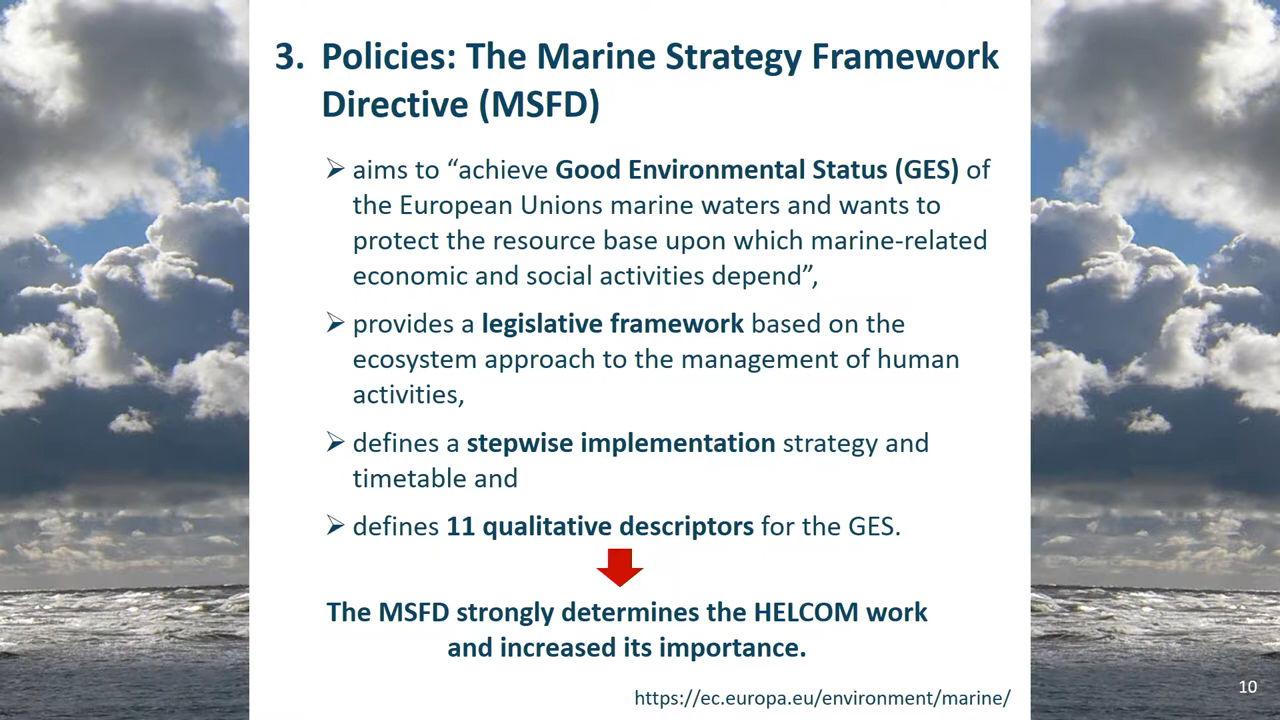 3. Policies: The Marine Strategy Framework
Directive (MSFD)
➢ aims to “achieve Good Environmental Status (GES) of
the European Unions marine waters and wants to
protect the resource base upon which marine-related
economic and social activities depend”,
➢ provides a legislative framework based on the
ecosystem approach to the management of human
activities,
➢ defines a stepwise implementation strategy and
timetable and
➢ defines 11 qualitative descriptors for the GES.
The MSFD strongly determines the HELCOM work
and increased its importance.
https://ec.europa.eu/environment/marine/
10